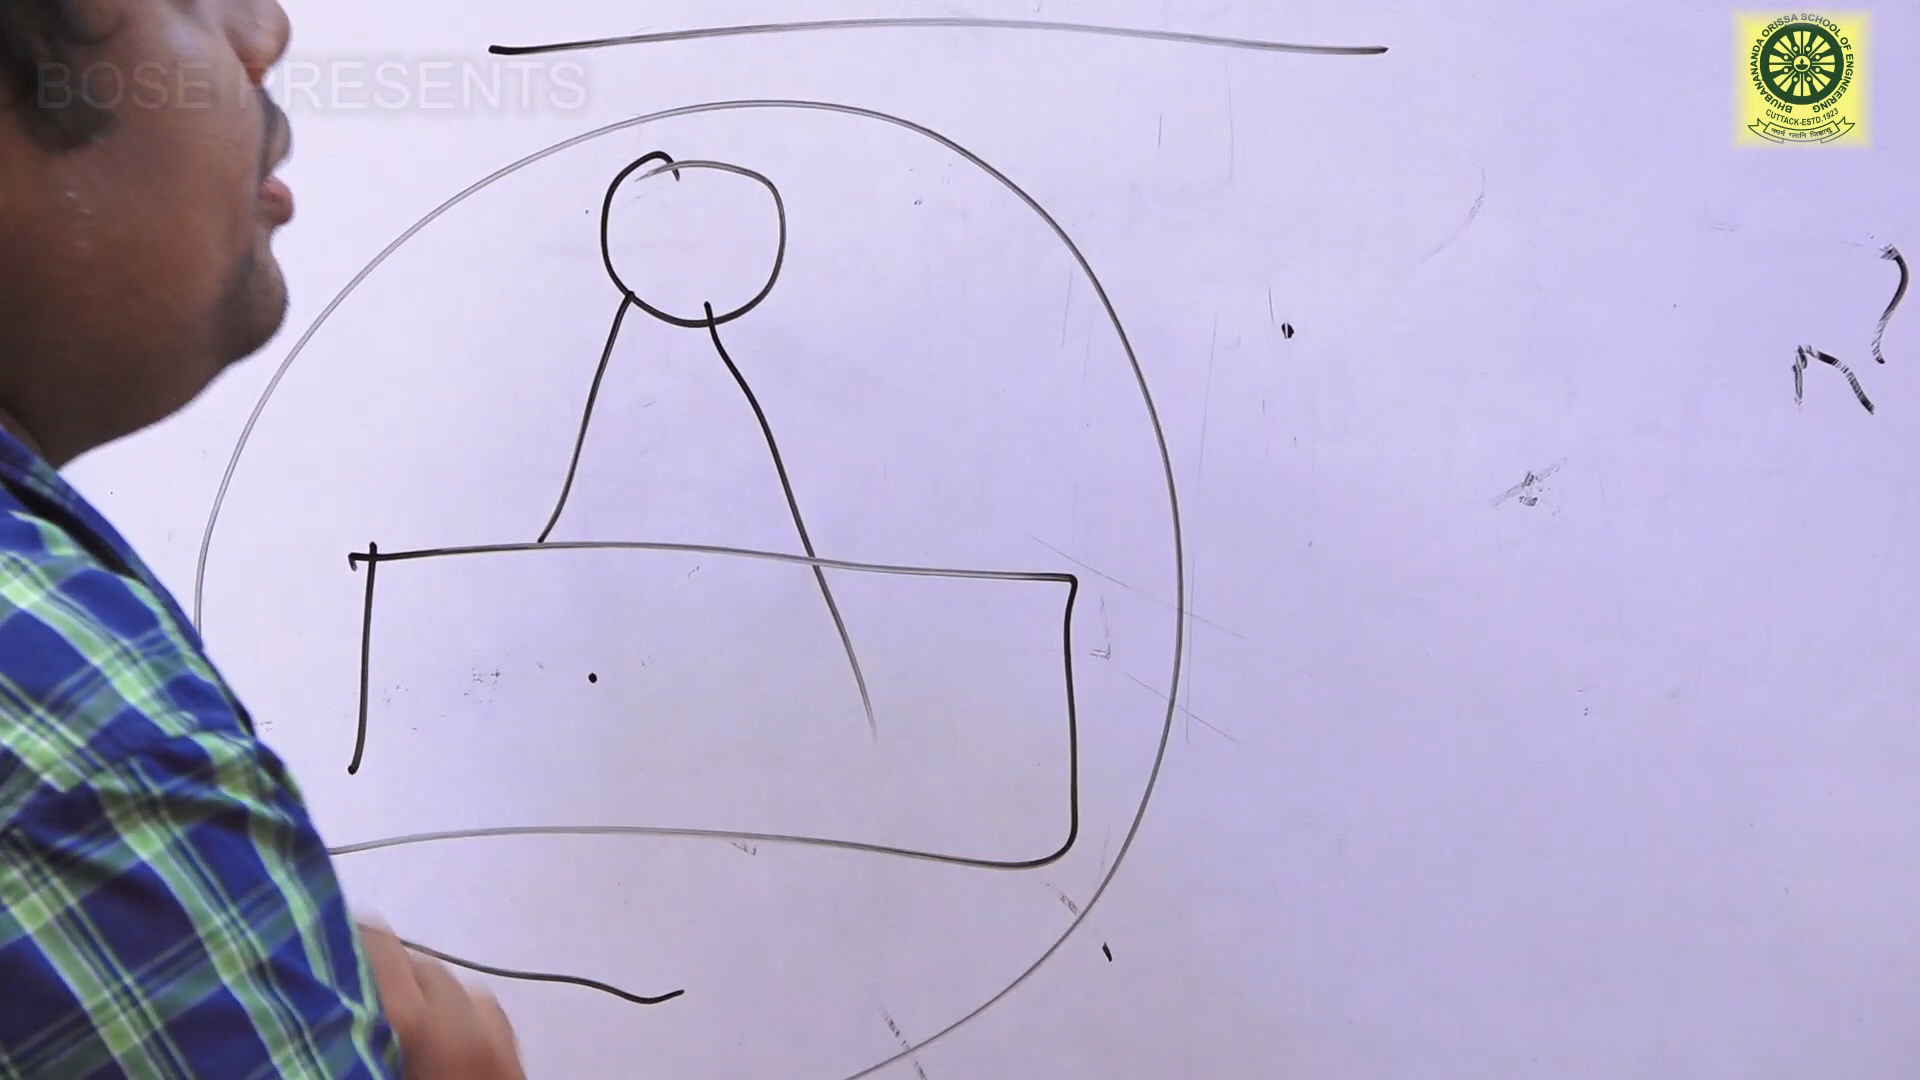 BOSE PRESENTS
BHUBANANANDA ORISSA SCHOOL OF ENGINEERING
CUTTACK-ESTD.1923